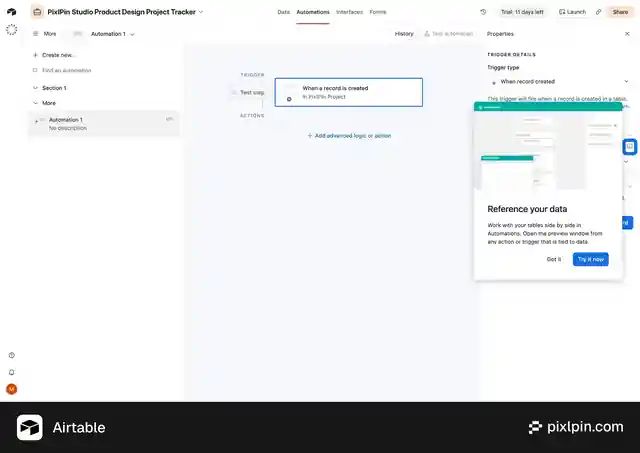 PixlPin Studio Product Design Project Tracker
Data
Automations
Interfaces
Forms
Trial: 11 days left
Launch
Share
More
Automation 1
History
Test automation
Properties
Create new...
Find an automation
Section 1
More
Automation 1
No description
TRIGGER
Test step
When a record is created
In PixlPin Project
ACTIONS
Add advanced logic or action
TRIGGER DETAILS
Trigger type
When record created
This trigger will fire when a record is created in a table.
Reference your data
Work with your tables side by side in
Automations. Open the preview window from
any action or trigger that is tied to data.
Got it
Try it now
M
Airtable
pixlpin.com